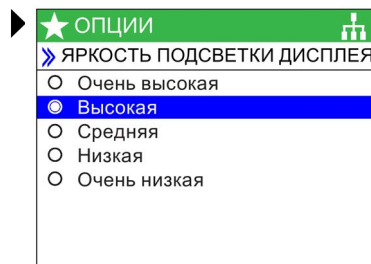 ОПЦИИ
ЯРКОСТЬ ПОДСВЕТКИ ДИСПЛЕЯ
Очень высокая
Высокая
Средняя
Низкая
Очень низкая